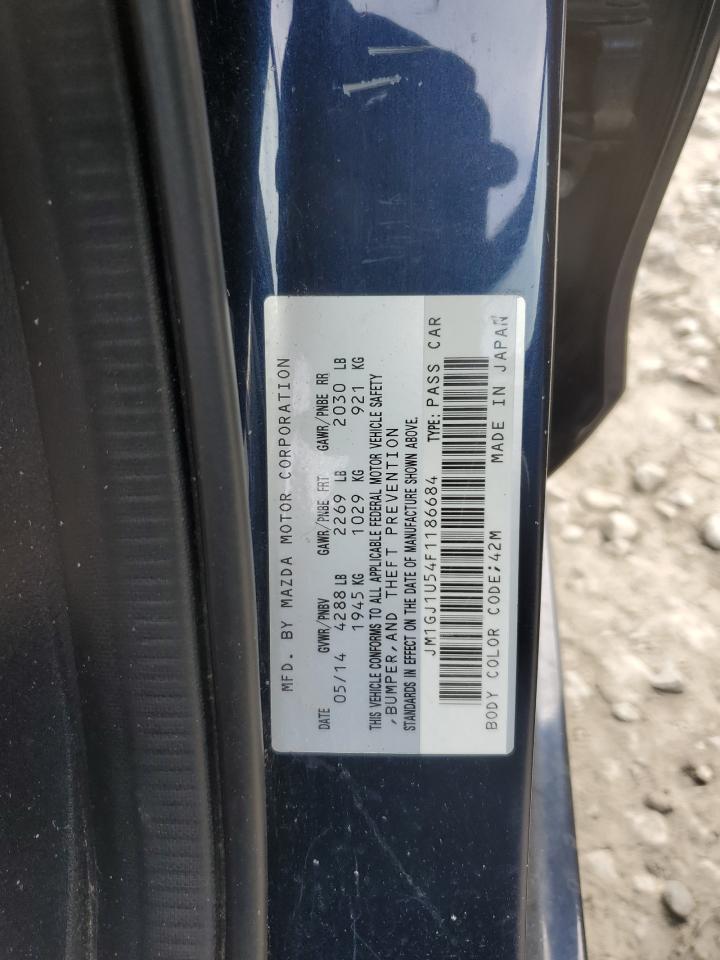 MFD. BY MAZDA MOTOR CORPORATION
DATE GVWR/PNBV GAWR/PNBE FRT GAWR/PNBE RR
05/14 4288 LB 2269 LB 2030 LB
1945 KG 1029 KG 921 KG
THIS VEHICLE CONFORMS TO ALL APPLICABLE FEDERAL MOTOR VEHICLE SAFETY
,BUMPER,AND THEFT PREVENTION
STANDARDS IN EFFECT ON THE DATE OF MANUFACTURE SHOWN ABOVE.
JM1GJ1U54F1186684 TYPE: PASS CAR
BODY COLOR CODE;42M MADE IN JAPAN